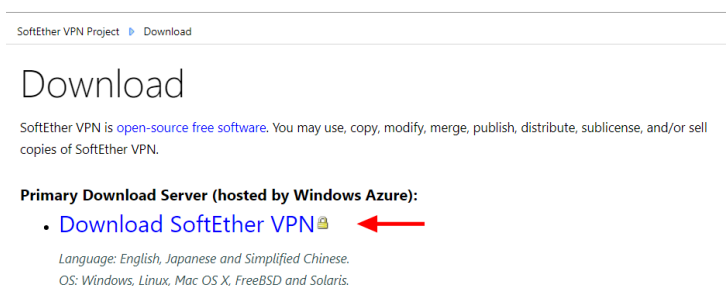 SoftEther VPN Project Download
Download
SoftEther VPN is open-source free software. You may use, copy, modify, merge, publish, distribute, sublicense, and/or sell
copies of SoftEther VPN.
Primary Download Server (hosted by Windows Azure):
• Download SoftEther VPN
Language: English, Japanese and Simplified Chinese.
OS: Windows, Linux, Mac OS X, FreeBSD and Solaris.